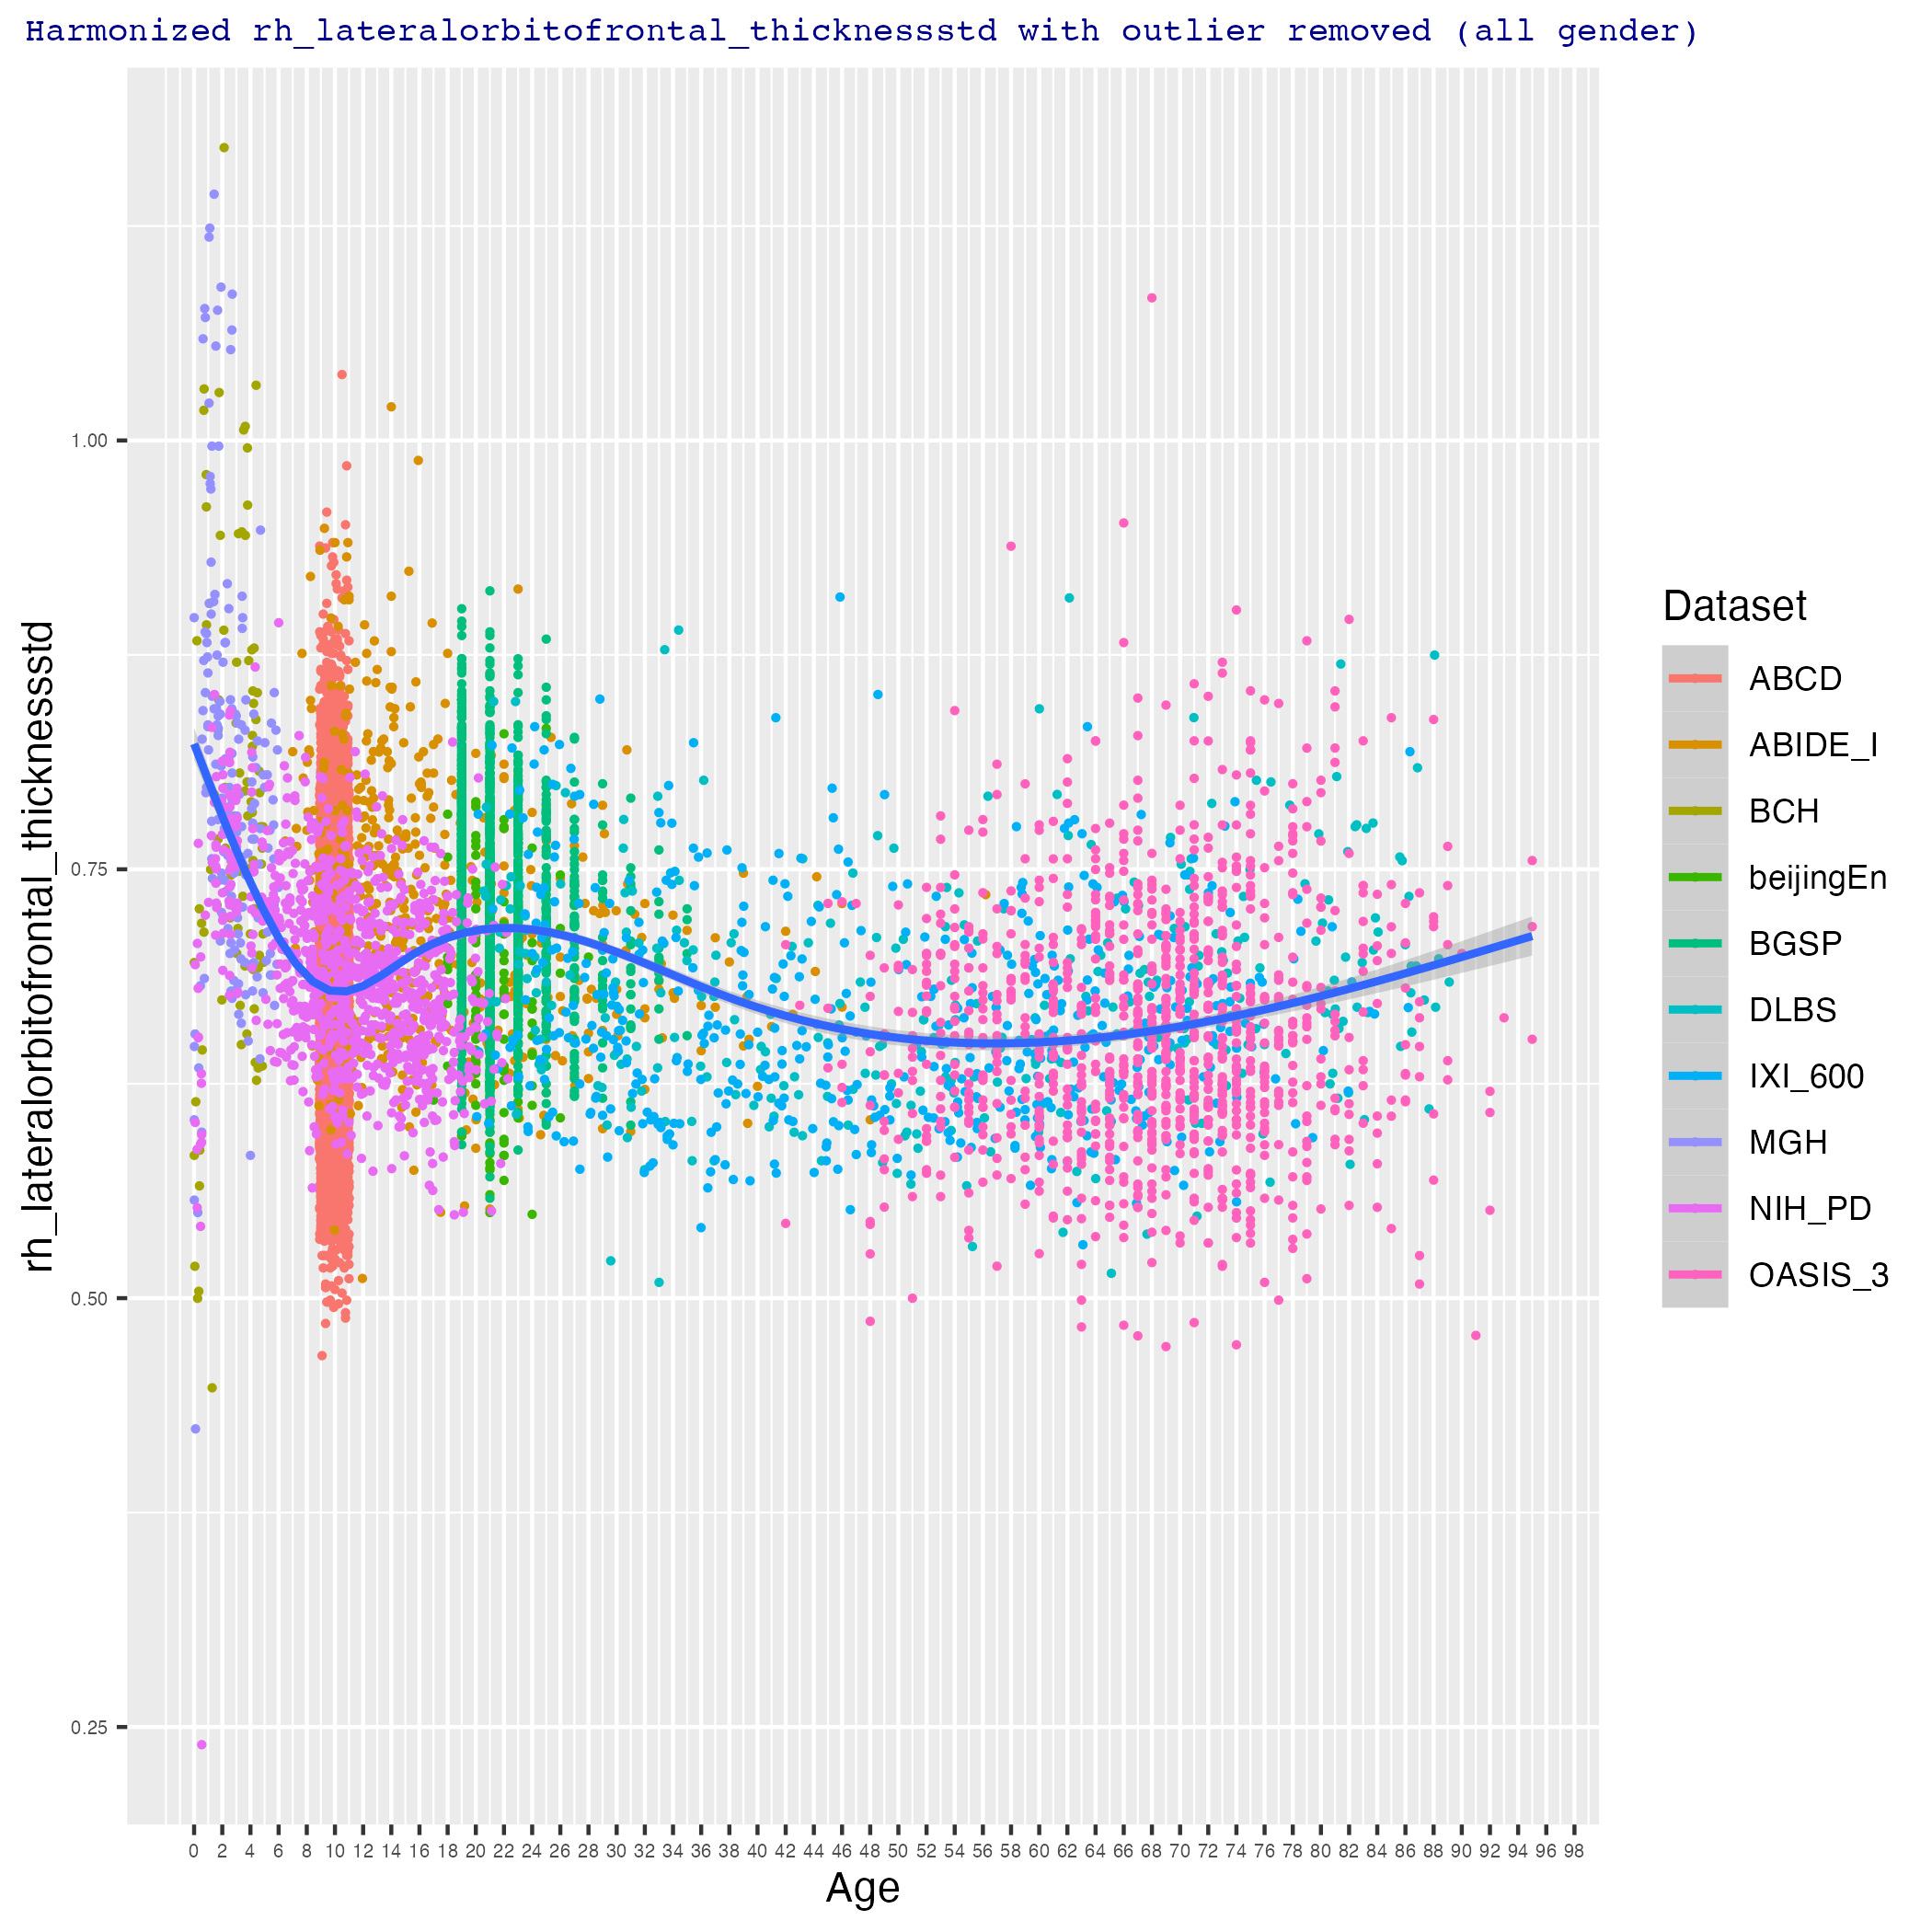 Harmonized rh_lateralorbitofrontal_thicknessstd with outlier removed (all gender)
rh_lateralorbitofrontal_thicknessstd
1.00
0.75
0.50
0.25
0 2 4 6 8 10 12 14 16 18 20 22 24 26 28 30 32 34 36 38 40 42 44 46 48 50 52 54 56 58 60 62 64 66 68 70 72 74 76 78 80 82 84 86 88 90 92 94 96 98
Age
Dataset
ABCD
ABIDE_I
BCH
beijingEn
BGSP
DLBS
IXI_600
MGH
NIH_PD
OASIS_3